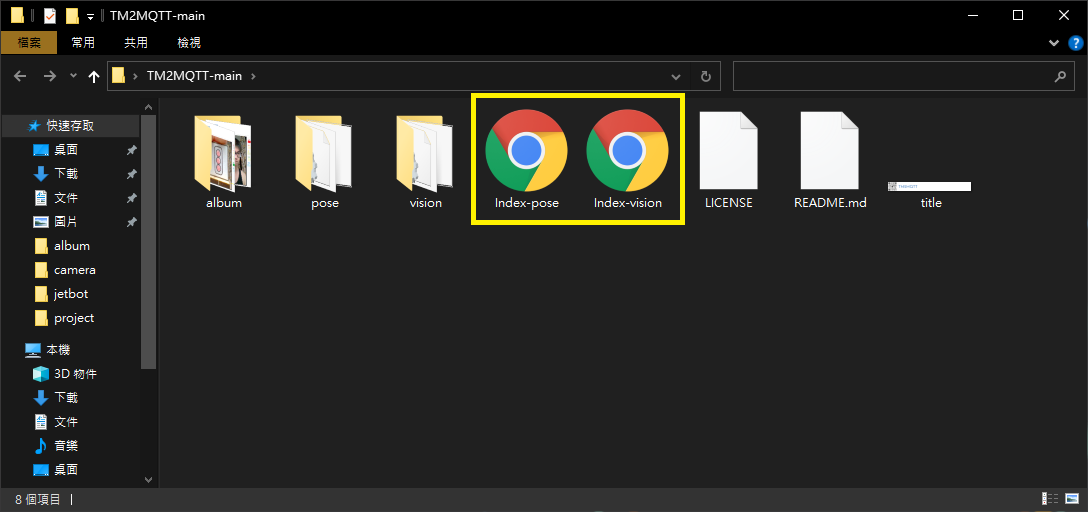 TM2MQTT-main
檔案 常用 共用 檢視
TM2MQTT-main
快速存取
桌面
下載
文件
圖片
album
camera
jetbot
project
本機
3D 物件
下載
文件
音樂
桌面
album pose vision Index-pose Index-vision LICENSE README.md title
8 個項目